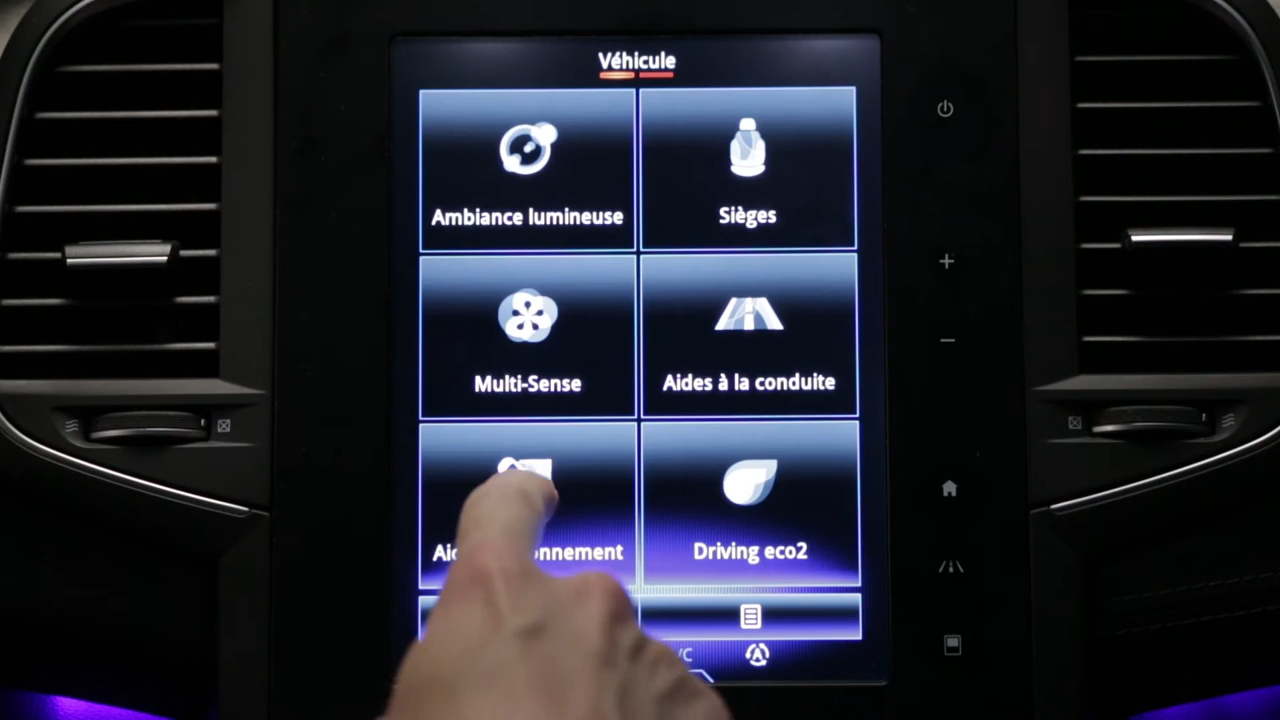 Véhicule
Ambiance lumineuse
Sièges
Multi-Sense
Aides à la conduite
Driving eco2